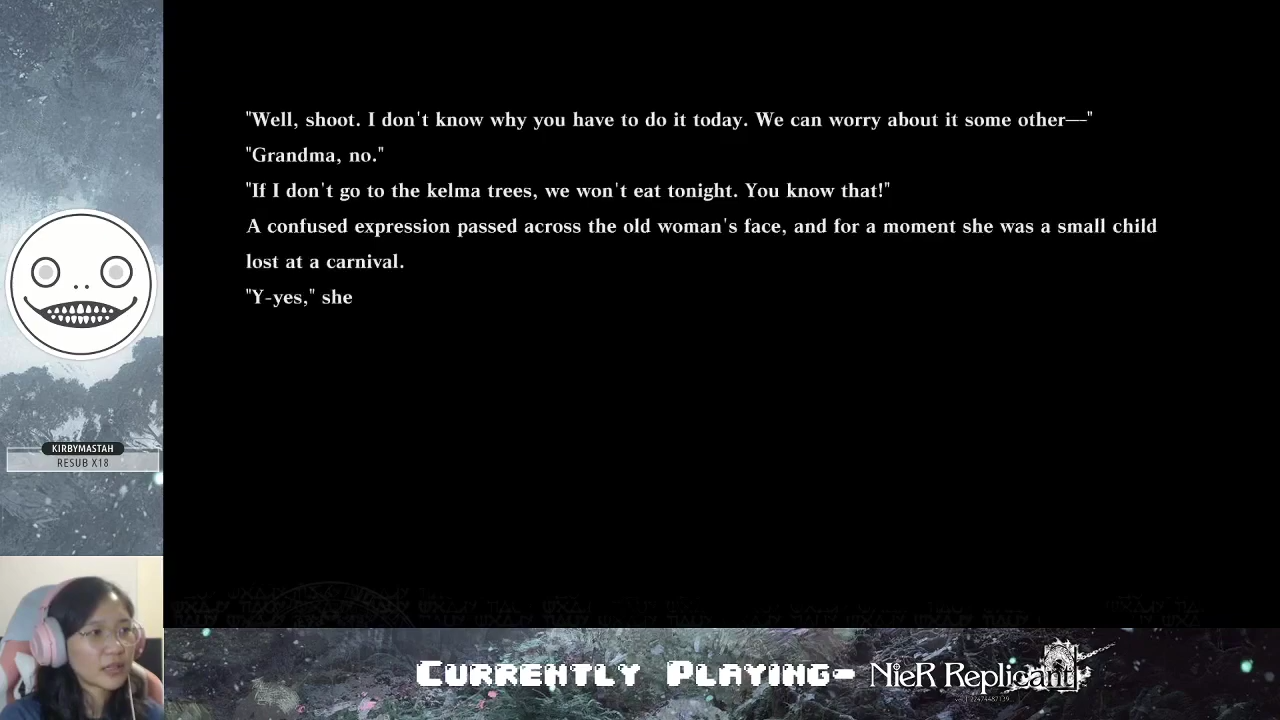 "Well, shoot. I don't know why you have to do it today. We can worry about it some other—"
"Grandma, no."
"If I don't go to the kelma trees, we won't eat tonight. You know that!"
A confused expression passed across the old woman's face, and for a moment she was a small child
lost at a carnival.
"Y-yes," she
KIRBYMASTAH
RESUB X18
CURRENTLY PLAYING- NieR Replicant